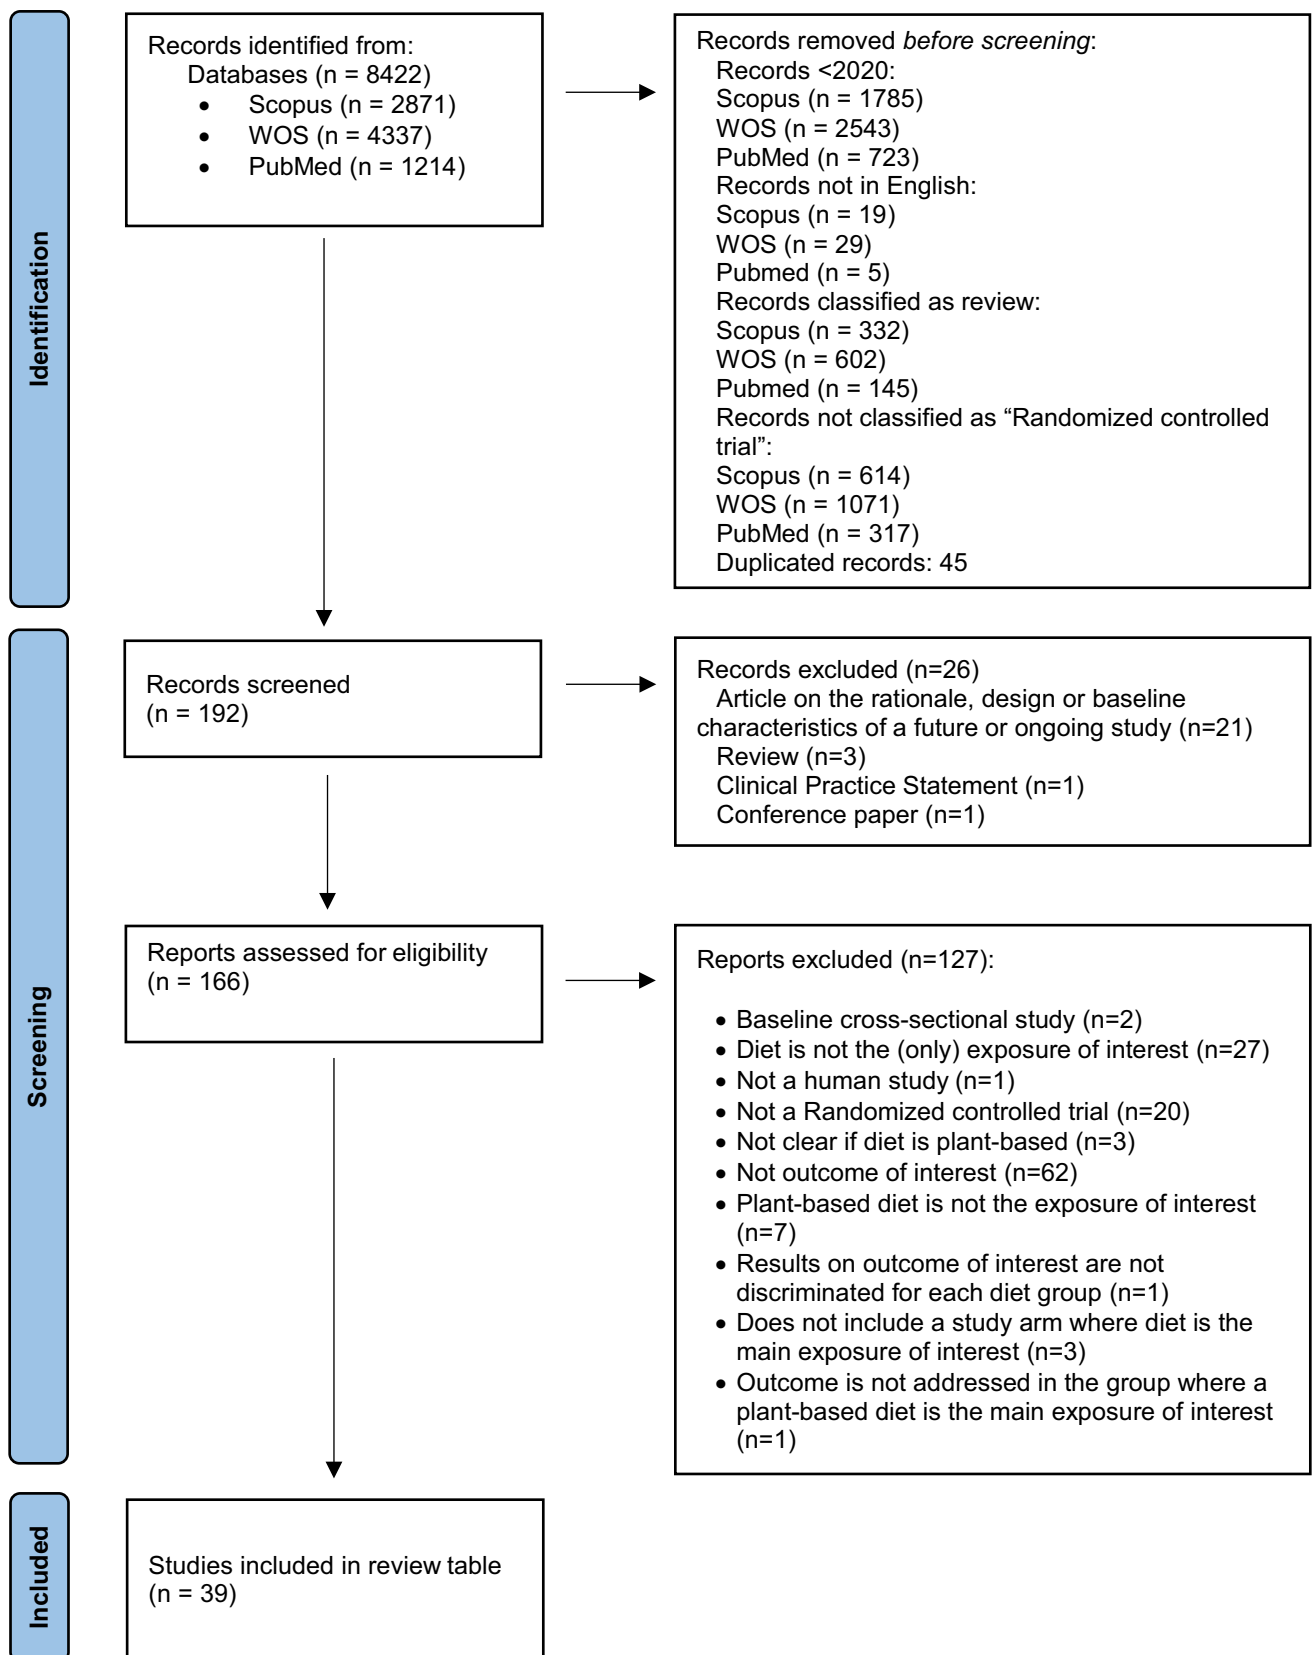 Identification
Records identified from:
Databases (n = 8422)
• Scopus (n = 2871)
• WOS (n = 4337)
• PubMed (n = 1214)
Records removed before screening:
Records <2020:
Scopus (n = 1785)
WOS (n = 2543)
PubMed (n = 723)
Records not in English:
Scopus (n = 19)
WOS (n = 29)
Pubmed (n = 5)
Records classified as review:
Scopus (n = 332)
WOS (n = 602)
Pubmed (n = 145)
Records not classified as “Randomized controlled
trial”:
Scopus (n = 614)
WOS (n = 1071)
PubMed (n = 317)
Duplicated records: 45
Screening
Records screened
(n = 192)
Records excluded (n=26)
Article on the rationale, design or baseline
characteristics of a future or ongoing study (n=21)
Review (n=3)
Clinical Practice Statement (n=1)
Conference paper (n=1)
Reports assessed for eligibility
(n = 166)
Reports excluded (n=127):
• Baseline cross-sectional study (n=2)
• Diet is not the (only) exposure of interest (n=27)
• Not a human study (n=1)
• Not a Randomized controlled trial (n=20)
• Not clear if diet is plant-based (n=3)
• Not outcome of interest (n=62)
• Plant-based diet is not the exposure of interest
(n=7)
• Results on outcome of interest are not
discriminated for each diet group (n=1)
• Does not include a study arm where diet is the
main exposure of interest (n=3)
• Outcome is not addressed in the group where a
plant-based diet is the main exposure of interest
(n=1)
Included
Studies included in review table
(n = 39)